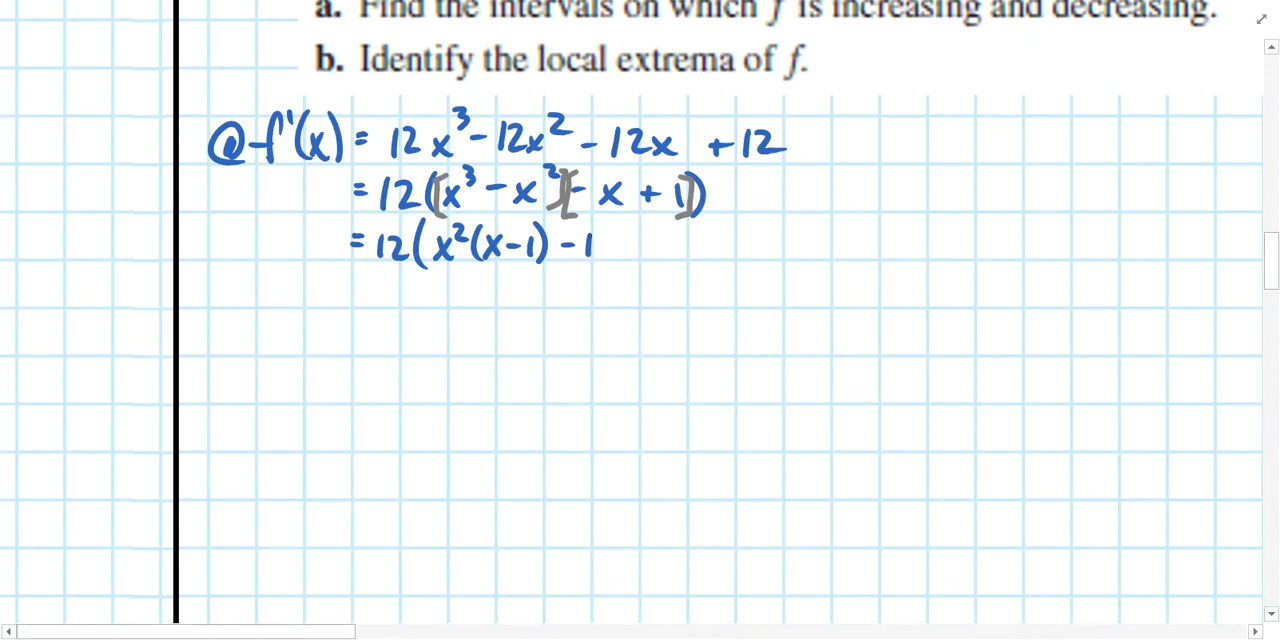 a. Find the intervals on which f is increasing and decreasing.
b. Identify the local extrema of f.
ⓐ f'(x) = 12x³ - 12x² - 12x + 12
= 12([x³ - x²][- x + 1])
= 12(x²(x-1) - 1